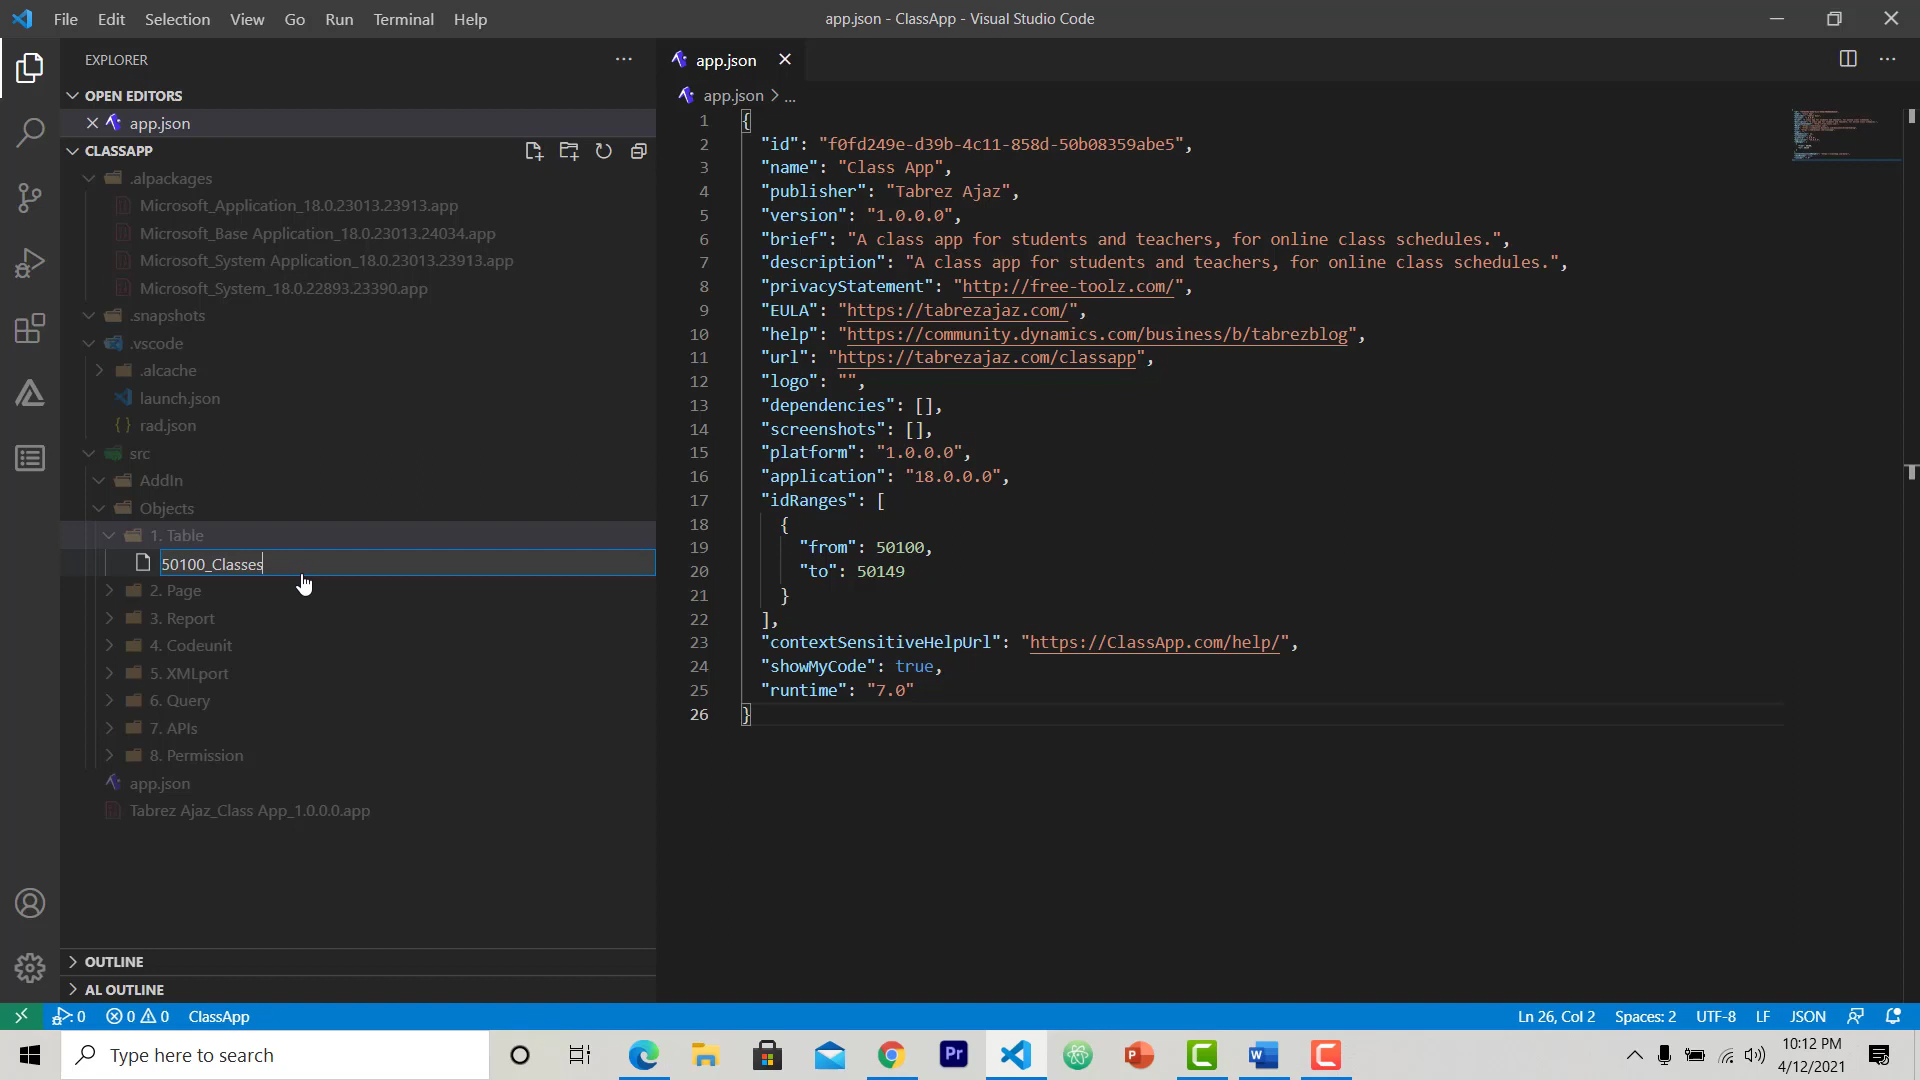 File Edit Selection View Go Run Terminal Help
app.json - ClassApp - Visual Studio Code
EXPLORER
OPEN EDITORS
app.json
CLASSAPP
.alpackages
Microsoft_Application_18.0.23013.23913.app
Microsoft_Base Application_18.0.23013.24034.app
Microsoft_System Application_18.0.23013.23913.app
Microsoft_System_18.0.22893.23390.app
.snapshots
.vscode
.alcache
launch.json
rad.json
src
AddIn
Objects
1. Table
50100_Classes
2. Page
3. Report
4. Codeunit
5. XMLport
6. Query
7. APIs
8. Permission
app.json
Tabrez Ajaz_Class App_1.0.0.0.app
OUTLINE
AL OUTLINE
app.json
app.json > ...
1 {
2 "id": "f0fd249e-d39b-4c11-858d-50b08359abe5",
3 "name": "Class App",
4 "publisher": "Tabrez Ajaz",
5 "version": "1.0.0.0",
6 "brief": "A class app for students and teachers, for online class schedules.",
7 "description": "A class app for students and teachers, for online class schedules.",
8 "privacyStatement": "http://free-toolz.com/",
9 "EULA": "https://tabrezajaz.com/",
10 "help": "https://community.dynamics.com/business/b/tabrezblog",
11 "url": "https://tabrezajaz.com/classapp",
12 "logo": "",
13 "dependencies": [],
14 "screenshots": [],
15 "platform": "1.0.0.0",
16 "application": "18.0.0.0",
17 "idRanges": [
18 {
19 "from": 50100,
20 "to": 50149
21 }
22 ],
23 "contextSensitiveHelpUrl": "https://ClassApp.com/help/",
24 "showMyCode": true,
25 "runtime": "7.0"
26 }
0 0 0 ClassApp
Ln 26, Col 2 Spaces: 2 UTF-8 LF JSON
Type here to search
Pr
10:12 PM
4/12/2021